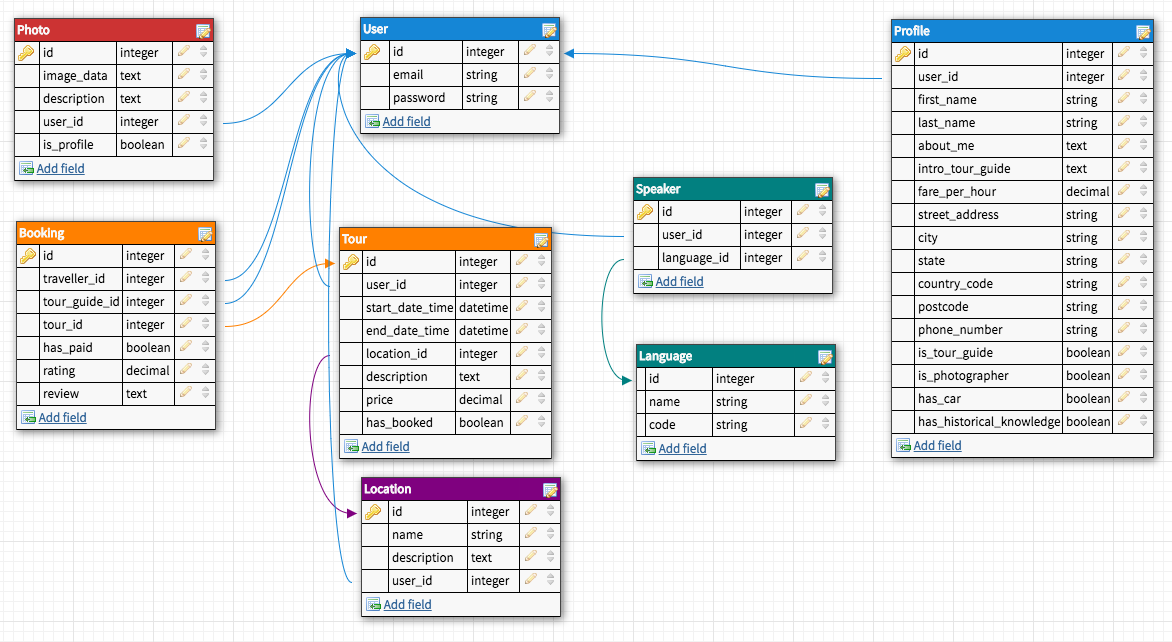 Photo
id integer
image_data text
description text
user_id integer
is_profile boolean
Add field
User
id integer
email string
password string
Add field
Profile
id integer
user_id integer
first_name string
last_name string
about_me text
intro_tour_guide text
fare_per_hour decimal
street_address string
city string
state string
country_code string
postcode string
phone_number string
is_tour_guide boolean
is_photographer boolean
has_car boolean
has_historical_knowledge boolean
Add field
Speaker
id integer
user_id integer
language_id integer
Add field
Booking
id integer
traveller_id integer
tour_guide_id integer
tour_id integer
has_paid boolean
rating decimal
review text
Add field
Tour
id integer
user_id integer
start_date_time datetime
end_date_time datetime
location_id integer
description text
price decimal
has_booked boolean
Add field
Language
id integer
name string
code string
Add field
Location
id integer
name string
description text
user_id integer
Add field